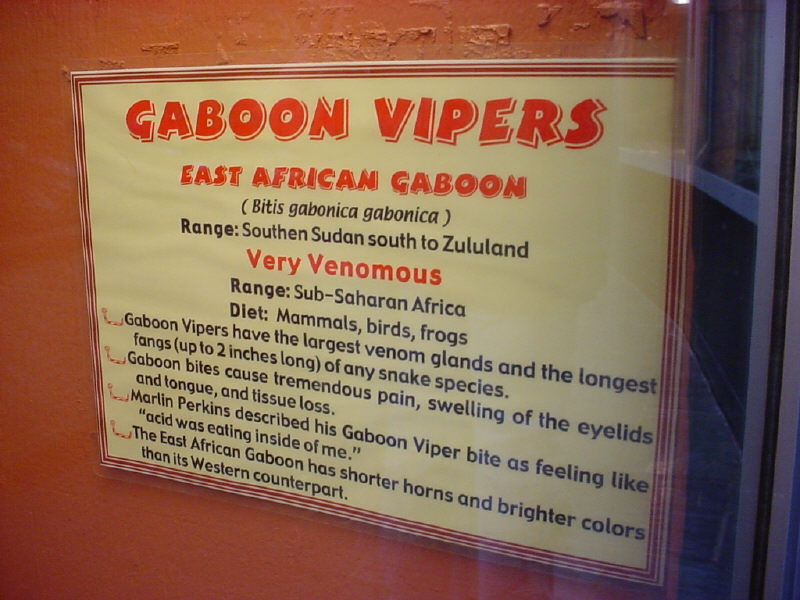 GABOON VIPERS
EAST AFRICAN GABOON
( Bitis gabonica gabonica )
Range: Southen Sudan south to Zululand
Very Venomous
Range: Sub-Saharan Africa
Diet: Mammals, birds, frogs
Gaboon Vipers have the largest venom glands and the longest
fangs (up to 2 inches long) of any snake species.
Gaboon bites cause tremendous pain, swelling of the eyelids
and tongue, and tissue loss.
Marlin Perkins described his Gaboon Viper bite as feeling like
"acid was eating inside of me."
The East African Gaboon has shorter horns and brighter colors
than its Western counterpart.